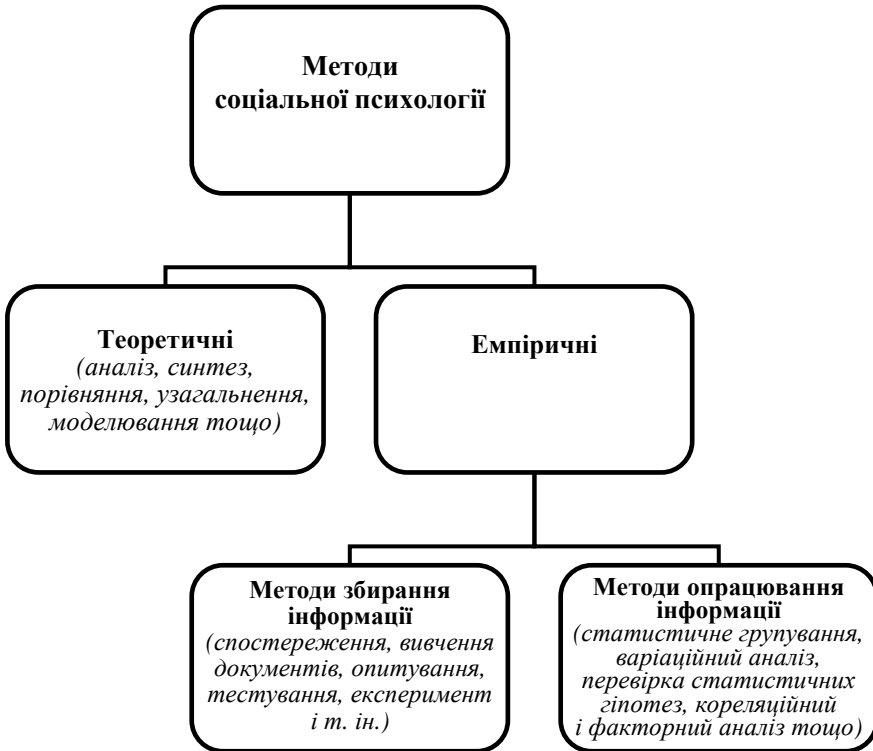 Методи
соціальної психології
Теоретичні
(аналіз, синтез,
порівняння, узагальнення,
моделювання тощо)
Емпіричні
Методи збирання
інформації
(спостереження, вивчення
документів, опитування,
тестування, експеримент
і т. ін.)
Методи опрацювання
інформації
(статистичне групування,
варіаційний аналіз,
перевірка статистичних
гіпотез, кореляційний
і факторний аналіз тощо)